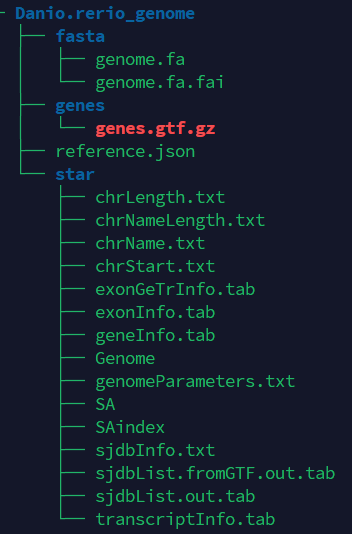 Danio.rerio_genome
├── fasta
│   ├── genome.fa
│   └── genome.fa.fai
├── genes
│   └── genes.gtf.gz
├── reference.json
└── star
    ├── chrLength.txt
    ├── chrNameLength.txt
    ├── chrName.txt
    ├── chrStart.txt
    ├── exonGeTrInfo.tab
    ├── exonInfo.tab
    ├── geneInfo.tab
    ├── Genome
    ├── genomeParameters.txt
    ├── SA
    ├── SAindex
    ├── sjdbInfo.txt
    ├── sjdbList.fromGTF.out.tab
    ├── sjdbList.out.tab
    └── transcriptInfo.tab